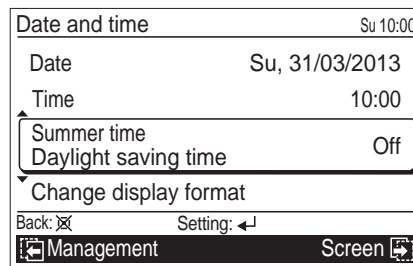 Date and time Su 10:00
Date Su, 31/03/2013
Time 10:00
Summer time
Daylight saving time Off
Change display format
Back: Setting:
Management Screen